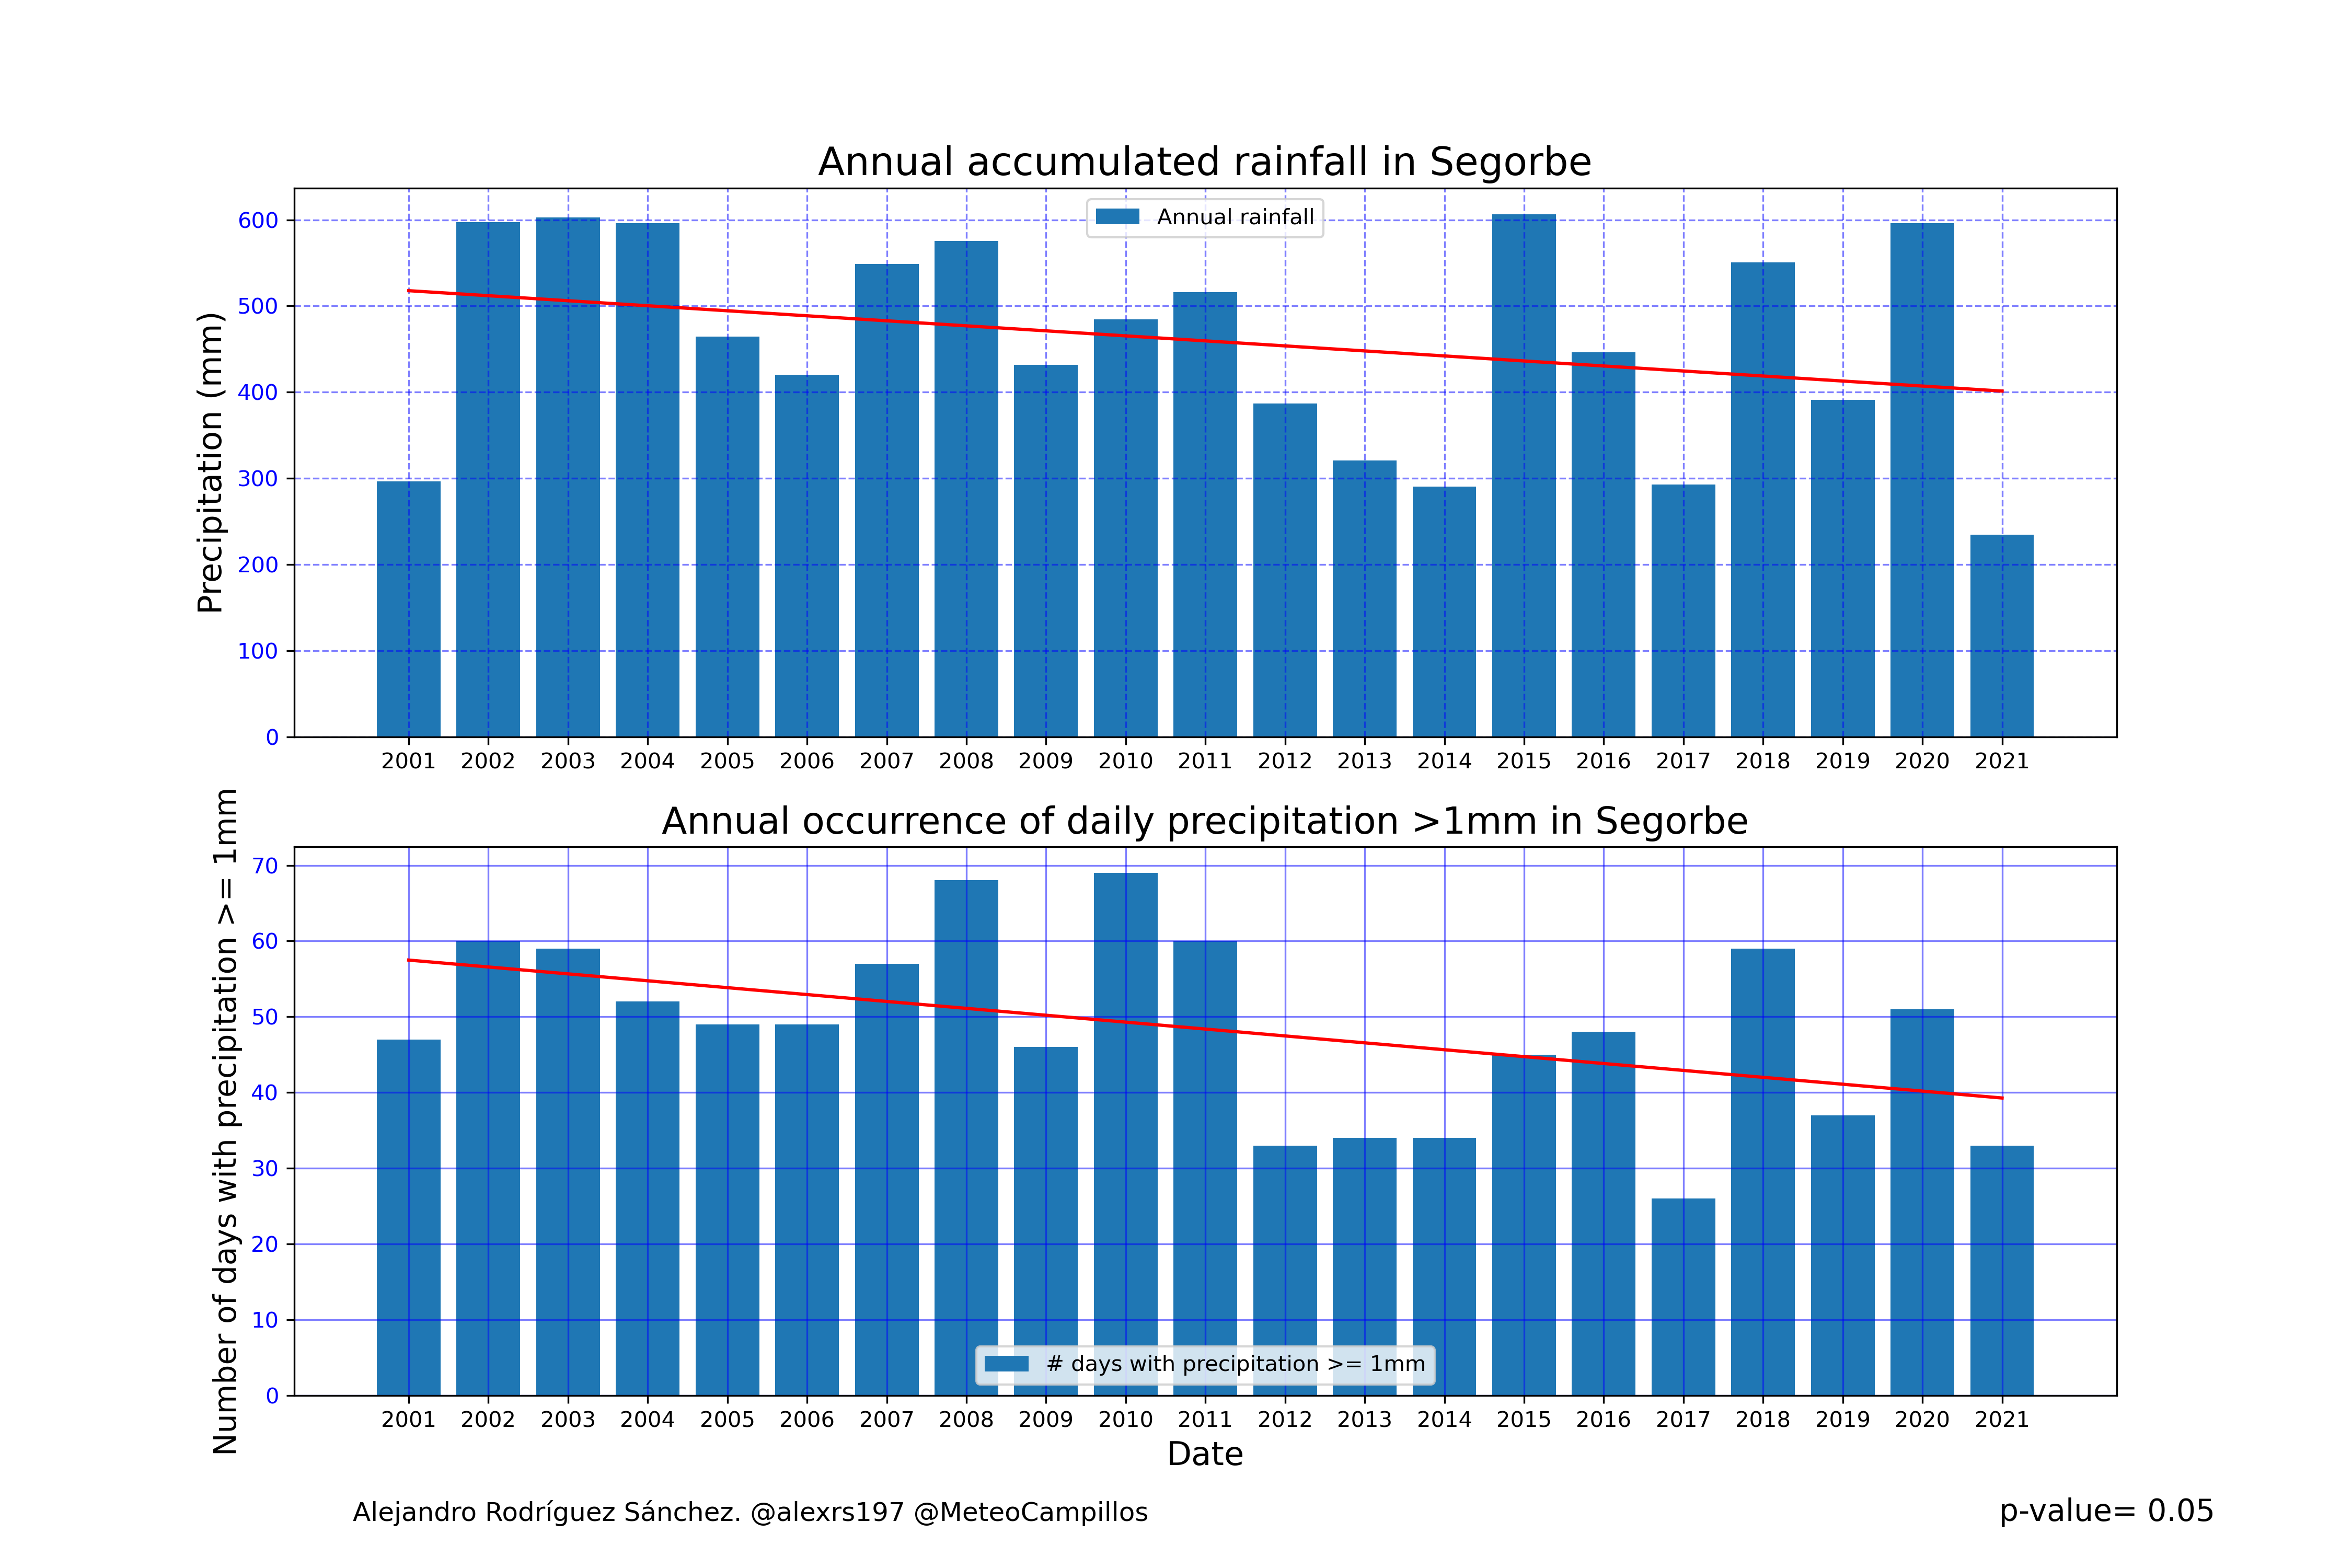 Annual accumulated rainfall in Segorbe
Precipitation (mm)
600
500
400
300
200
100
0
Annual rainfall
2001 2002 2003 2004 2005 2006 2007 2008 2009 2010 2011 2012 2013 2014 2015 2016 2017 2018 2019 2020 2021
Annual occurrence of daily precipitation >1mm in Segorbe
Number of days with precipitation >= 1mm
70
60
50
40
30
20
10
0
# days with precipitation >= 1mm
2001 2002 2003 2004 2005 2006 2007 2008 2009 2010 2011 2012 2013 2014 2015 2016 2017 2018 2019 2020 2021
Date
Alejandro Rodríguez Sánchez. @alexrs197 @MeteoCampillos
p-value= 0.05